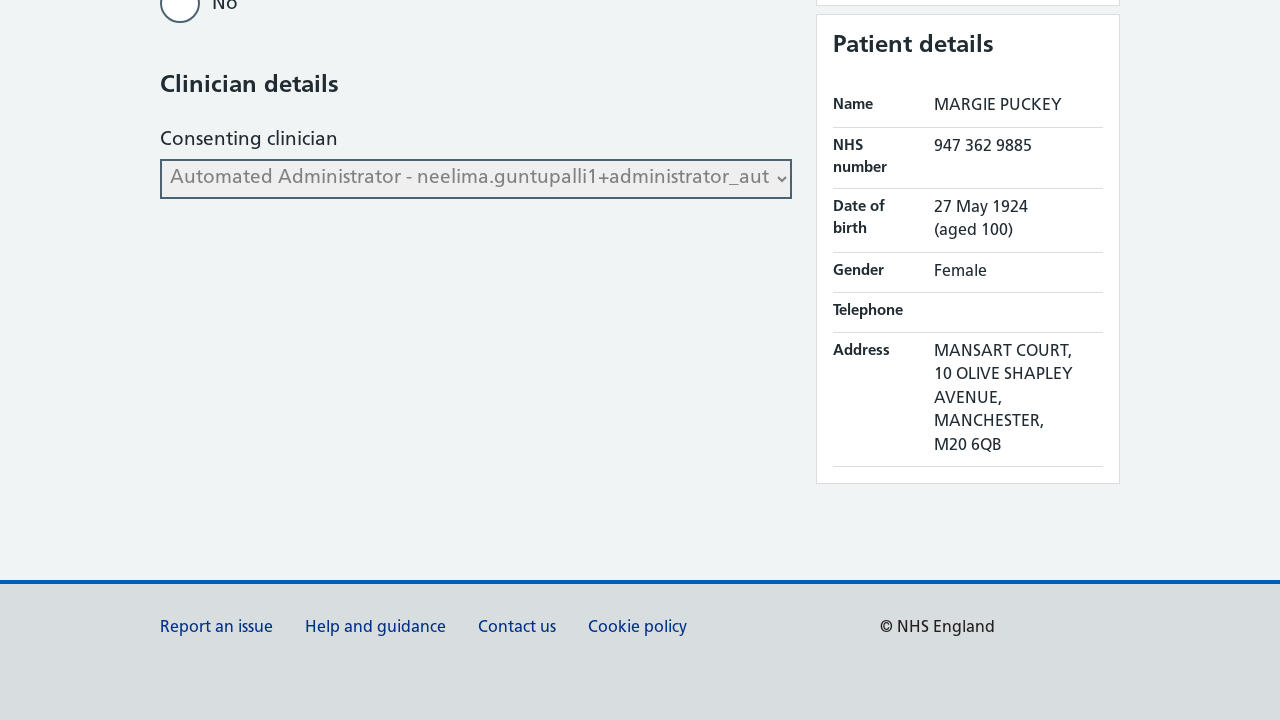 No
Clinician details
Consenting clinician
Automated Administrator - neelima.guntupalli1+administrator_aut
Patient details
Name MARGIE PUCKEY
NHS number 947 362 9885
Date of birth 27 May 1924 (aged 100)
Gender Female
Telephone
Address MANSART COURT,
10 OLIVE SHAPLEY
AVENUE,
MANCHESTER,
M20 6QB
Report an issue Help and guidance Contact us Cookie policy © NHS England